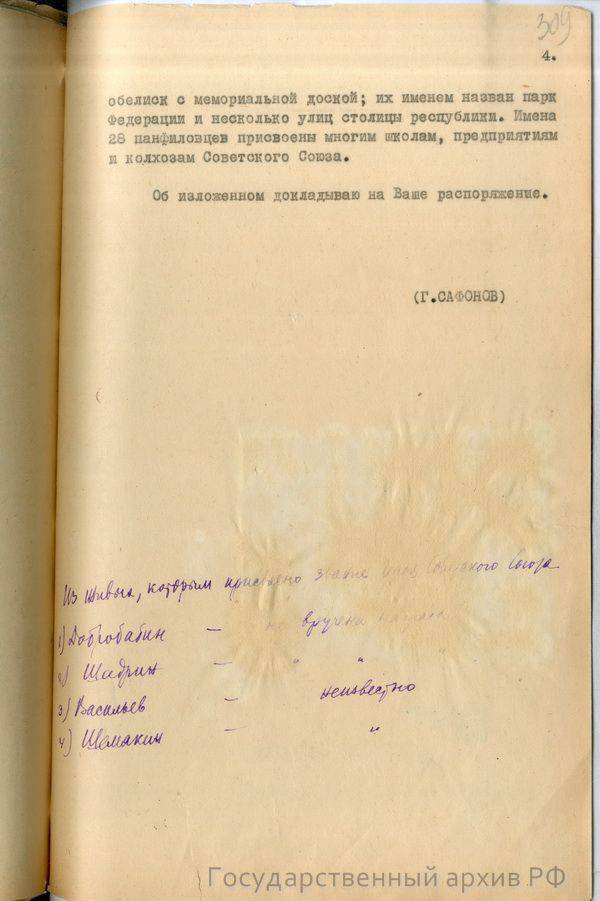 309
4.
обелиск с мемориальной доской; их именем назван парк
Федерации и несколько улиц столицы республики. Имена
28 панфиловцев присвоены многим школам, предприятиям
и колхозам Советского Союза.
Об изложенном докладываю на Ваше распоряжение.
(Г.САФОНОВ)
Из живых, которым присвоено звание Героя Советского Союза
1) Добробабин — не вручена награда
2) Шадрин — " " "
3) Васильев — неизвестно
4) Шемякин — "
Государственный архив РФ